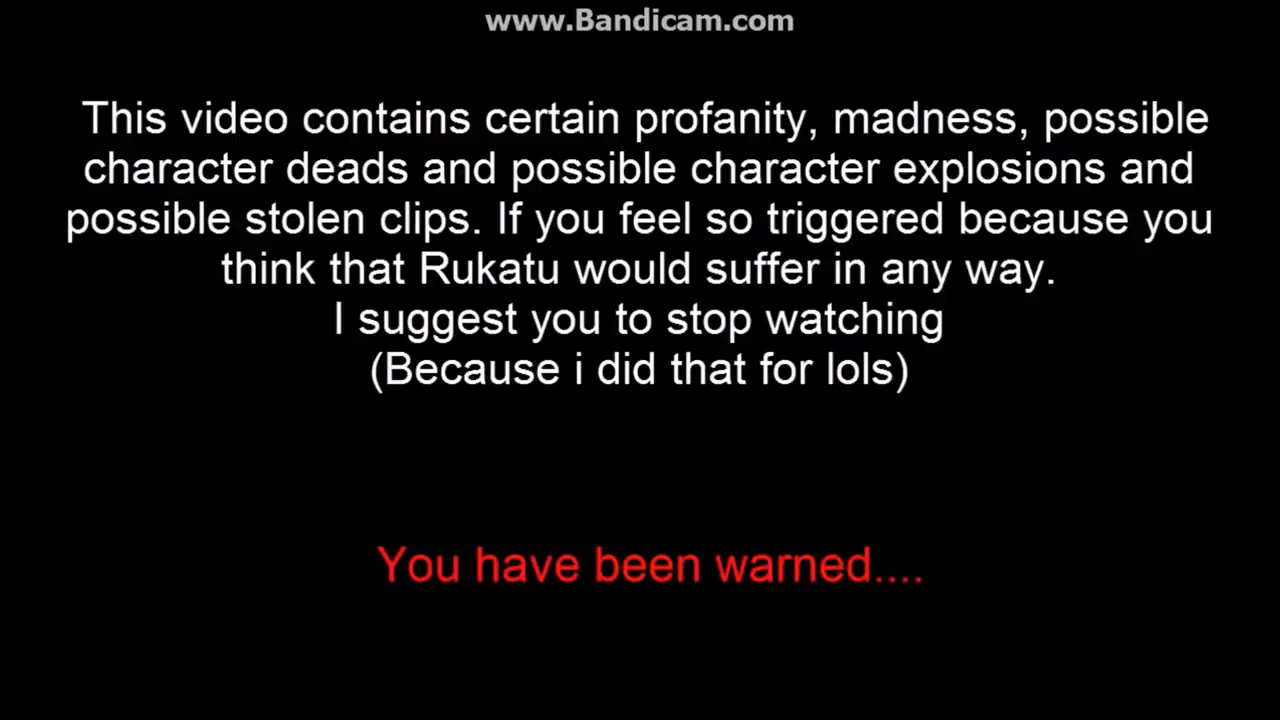 www.Bandicam.com
This video contains certain profanity, madness, possible
character deads and possible character explosions and
possible stolen clips. If you feel so triggered because you
think that Rukatu would suffer in any way.
I suggest you to stop watching
(Because i did that for lols)
You have been warned....